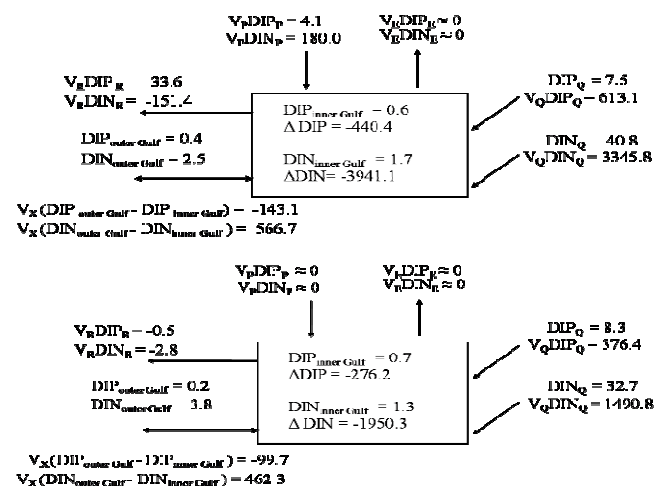 VPDIPP = 4.1
VPDINP = 180.0
VEDIPE ≈ 0
VEDINE ≈ 0
VRDIPR 33.6
VRDINR = -151.4
DIPouter Gulf = 0.4
DINouter Gulf = 2.5
DIPinner Gulf = 0.6
Δ DIP = -440.4
DINinner Gulf = 1.7
ΔDIN= -3941.1
DIPQ = 7.5
VQDIPQ = 613.1
DINQ 40.8
VQDINQ = 3345.8
VX(DIP outer Gulf - DIP inner Gulf) = -143.1
VX(DINouter Gulf - DINinner Gulf) = 566.7
VPDIPP ≈ 0
VPDINP ≈ 0
VEDIPE ≈ 0
VEDINE ≈ 0
VRDIPR = -0.5
VRDINR = -2.8
DIPouter Gulf = 0.2
DINouter Gulf 3.8
DIPinner Gulf = 0.7
ΔDIP = -276.2
DINinner Gulf = 1.3
Δ DIN = -1950.3
DIPQ = 8.3
VQDIPQ = 376.4
DINQ = 32.7
VQDINQ = 1490.8
VX(DIPouter Gulf - DIPinner Gulf) = -99.7
VX(DINouter Gulf - DINinner Gulf) = 462.3